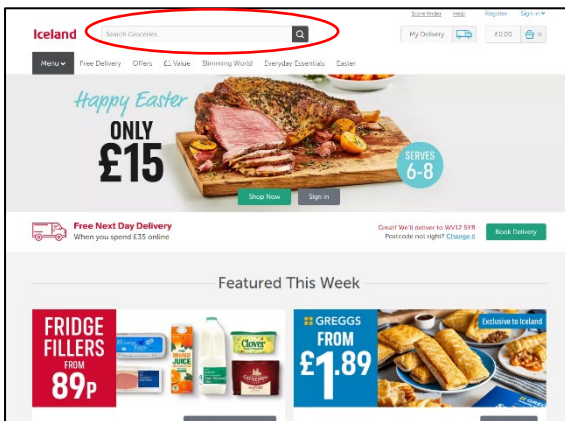 Store finder Help Register Sign in
Iceland Search Groceries... My Delivery £0.00 0
Menu Free Delivery Offers £1 Value Slimming World Everyday Essentials Easter
Happy Easter
ONLY
£15
SERVES
6-8
Shop Now Sign In
Free Next Day Delivery
When you spend £35 online
Great! We'll deliver to WV12 5YR
Postcode not right? Change it
Book Delivery
Featured This Week
FRIDGE
FILLERS
FROM
89P
ORANGE
JUICE
Clover
GREGGS
FROM
£1.89
Exclusive to Iceland